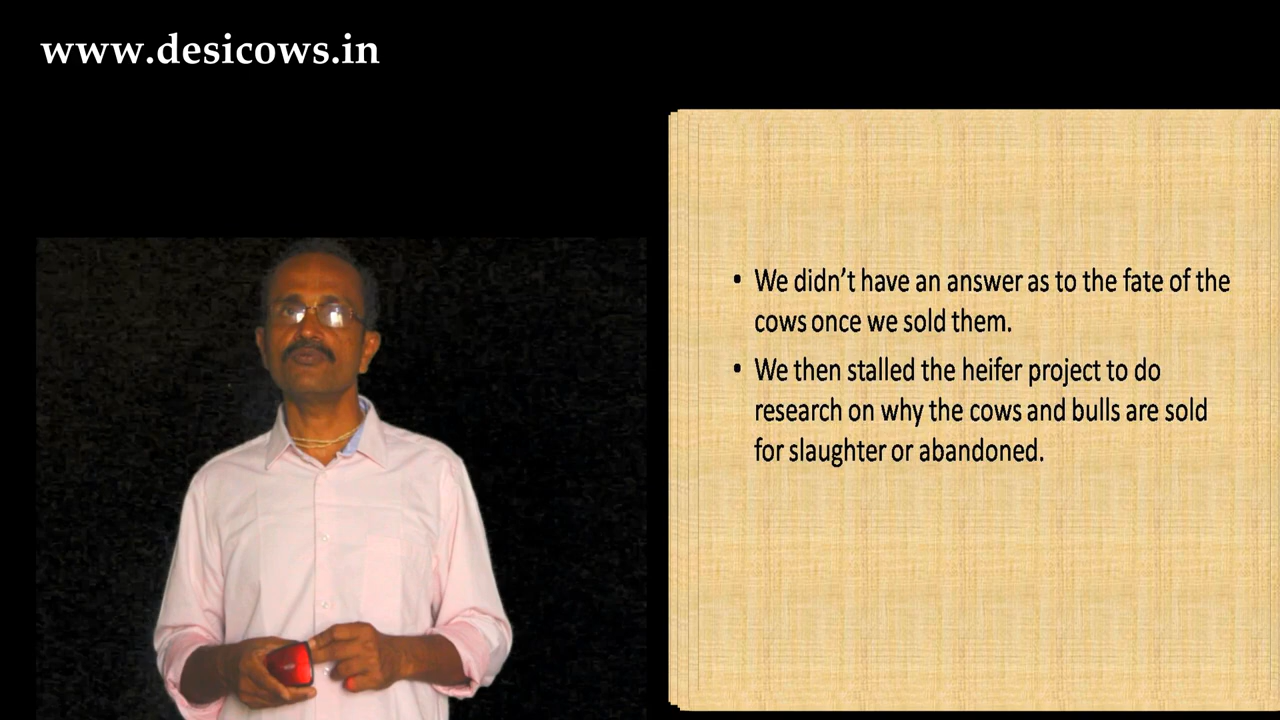 www.desicows.in
• We didn’t have an answer as to the fate of the
cows once we sold them.
• We then stalled the heifer project to do
research on why the cows and bulls are sold
for slaughter or abandoned.